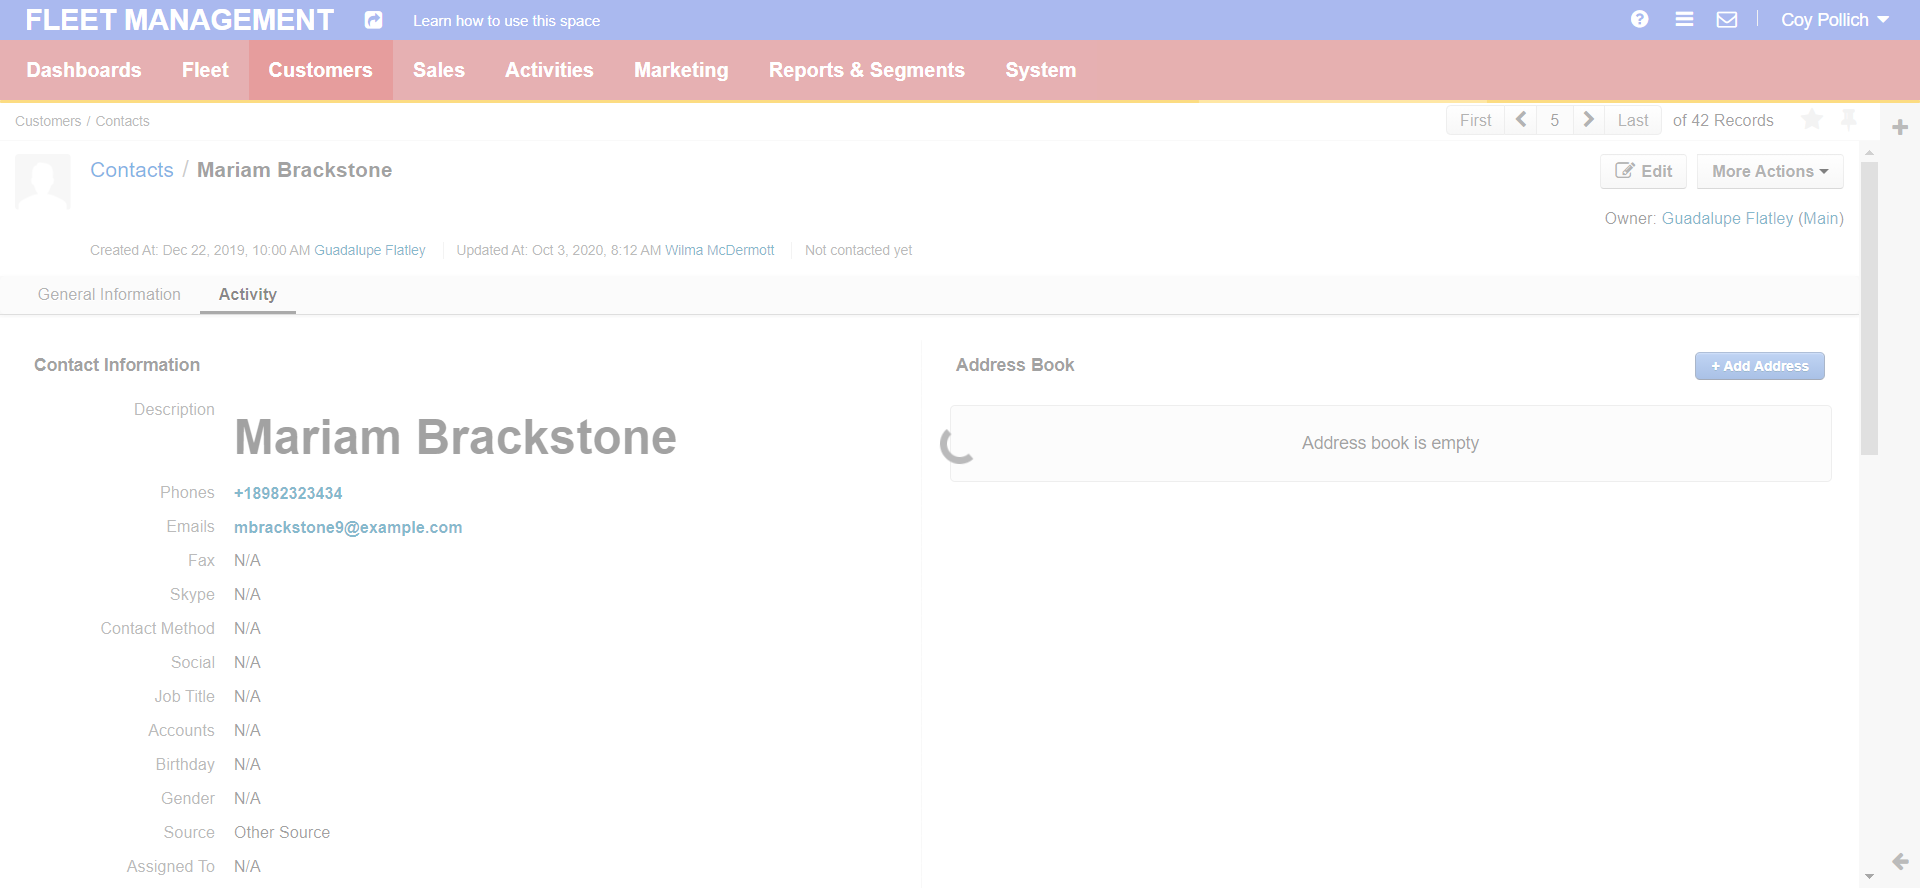 FLEET MANAGEMENT Learn how to use this space Coy Pollich
Dashboards Fleet Customers Sales Activities Marketing Reports & Segments System
Customers / Contacts First 5 Last of 42 Records
Contacts / Mariam Brackstone Edit More Actions
Owner: Guadalupe Flatley (Main)
Created At: Dec 22, 2019, 10:00 AM Guadalupe Flatley Updated At: Oct 3, 2020, 8:12 AM Wilma McDermott Not contacted yet
General Information Activity
Contact Information
Description Mariam Brackstone
Phones +18982323434
Emails mbrackstone9@example.com
Fax N/A
Skype N/A
Contact Method N/A
Social N/A
Job Title N/A
Accounts N/A
Birthday N/A
Gender N/A
Source Other Source
Assigned To N/A
Address Book + Add Address
Address book is empty